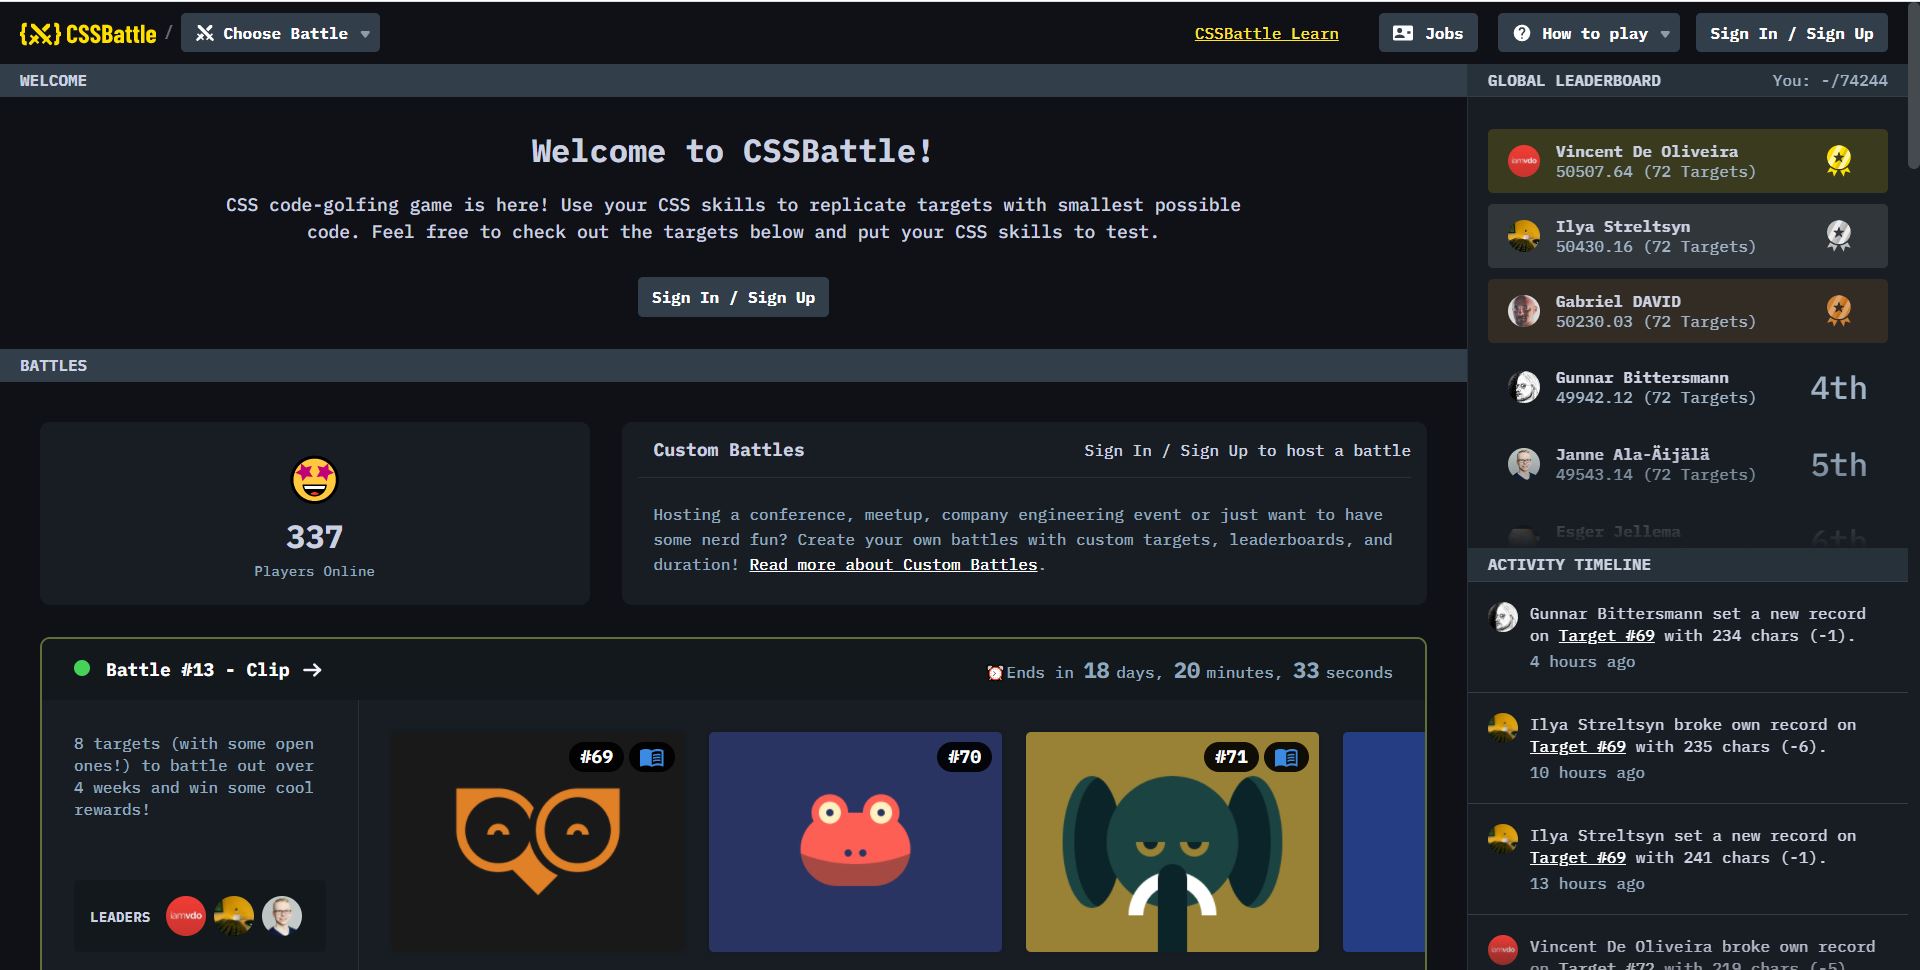 {X} CSSBattle / Choose Battle
CSSBattle Learn
Jobs
How to play
Sign In / Sign Up
WELCOME
Welcome to CSSBattle!
CSS code-golfing game is here! Use your CSS skills to replicate targets with smallest possible
code. Feel free to check out the targets below and put your CSS skills to test.
Sign In / Sign Up
BATTLES
337
Players Online
Custom Battles
Sign In / Sign Up to host a battle
Hosting a conference, meetup, company engineering event or just want to have
some nerd fun? Create your own battles with custom targets, leaderboards, and
duration! Read more about Custom Battles.
Battle #13 - Clip →
Ends in 18 days, 20 minutes, 33 seconds
8 targets (with some open
ones!) to battle out over
4 weeks and win some cool
rewards!
LEADERS
iamvdo
#69
#70
#71
GLOBAL LEADERBOARD
You: -/74244
iamvdo
Vincent De Oliveira
50507.64 (72 Targets)
Ilya Streltsyn
50430.16 (72 Targets)
Gabriel DAVID
50230.03 (72 Targets)
Gunnar Bittersmann
49942.12 (72 Targets)
4th
Janne Ala-Äijälä
49543.14 (72 Targets)
5th
Esger Jellema
6th
ACTIVITY TIMELINE
Gunnar Bittersmann set a new record
on Target #69 with 234 chars (-1).
4 hours ago
Ilya Streltsyn broke own record on
Target #69 with 235 chars (-6).
10 hours ago
Ilya Streltsyn set a new record on
Target #69 with 241 chars (-1).
13 hours ago
iamvdo
Vincent De Oliveira broke own record
on Target #72 with 219 chars (-5)